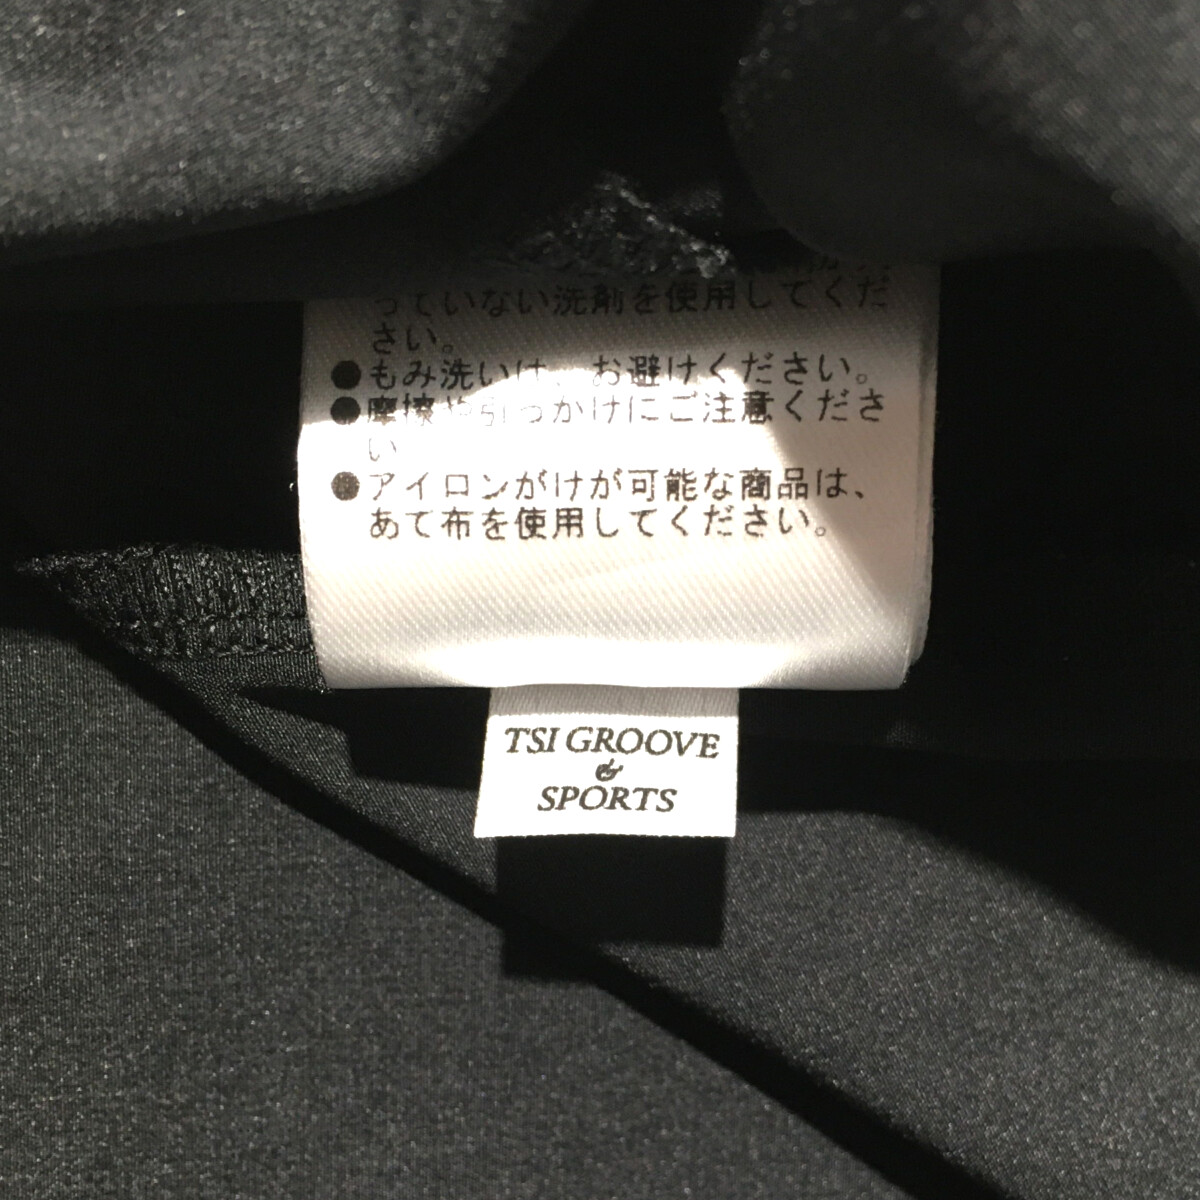 っていない洗剤を使用してくだ
さい。
●もみ洗いは、お避けください。
●摩擦や引っかけにご注意くださ
い
●アイロンがけが可能な商品は、
あて布を使用してください。
TSI GROOVE
&
SPORTS